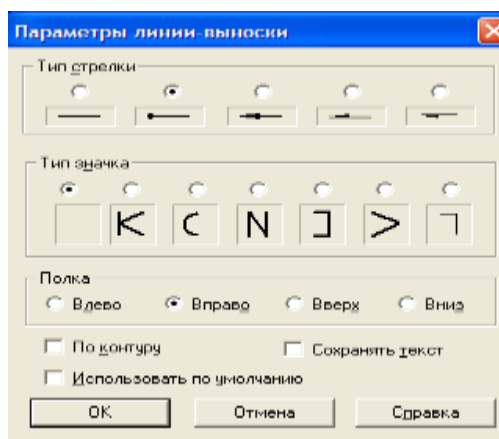 Параметры линии-выноски
Тип стрелки
Тип значка
Полка
Влево Вправо Вверх Вниз
По контуру Сохранять текст
Использовать по умолчанию
OK Отмена Справка